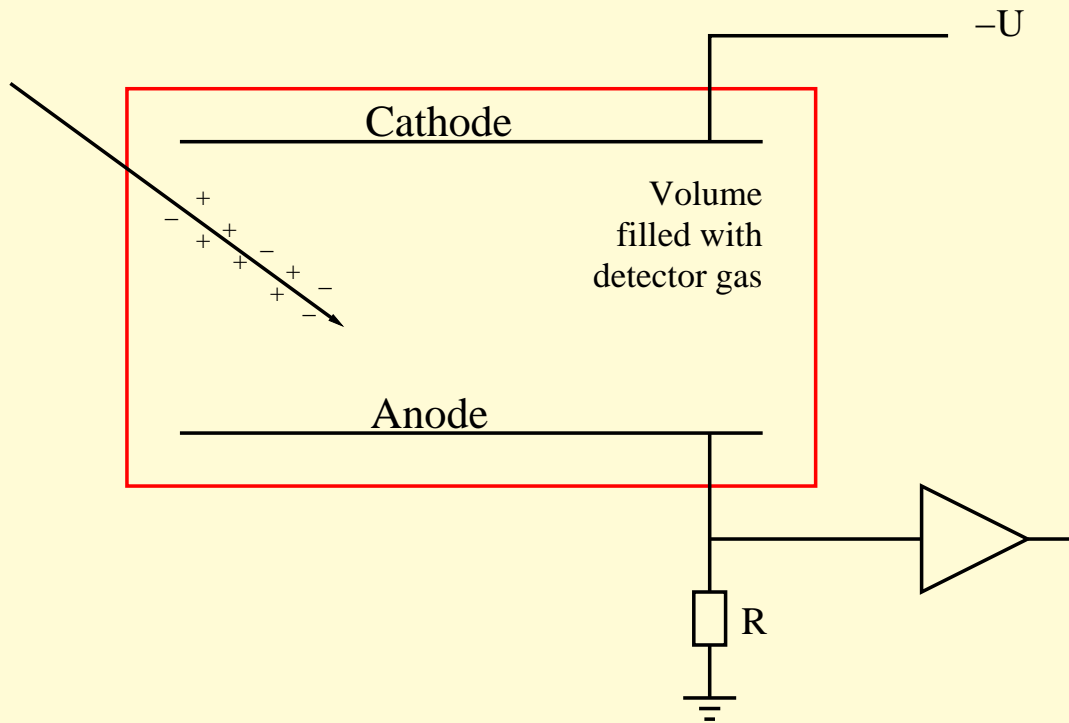 –U
Cathode
Volume
filled with
detector gas
+
–
+
+
–
+
+
–
+
–
Anode
R